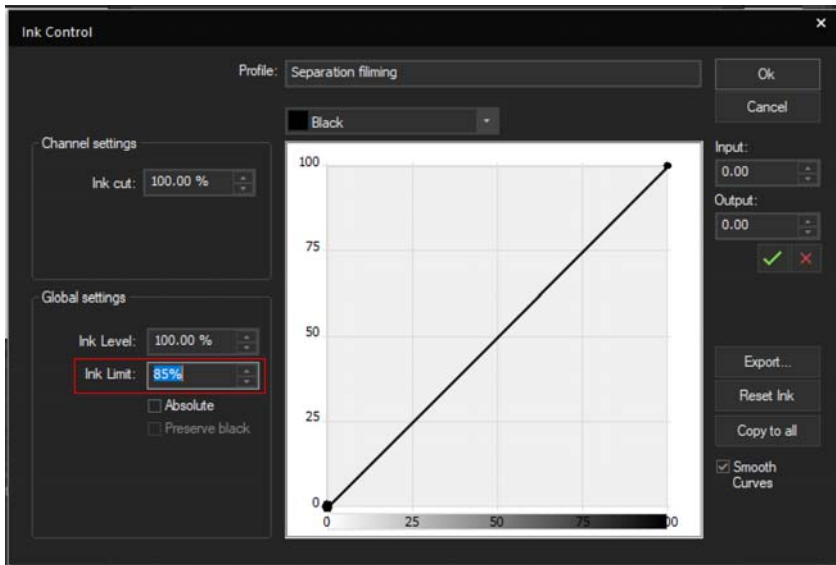 Ink Control
×
Profile: Separation filiming
Black
Channel settings
Ink cut: 100.00 %
Global settings
Ink Level: 100.00 %
Ink Limit: 85%
Absolute
Preserve black
100
75
50
25
0
0 25 50 75 00
Ok
Cancel
Input:
0.00
Output:
0.00
Export...
Reset Ink
Copy to all
Smooth
Curves